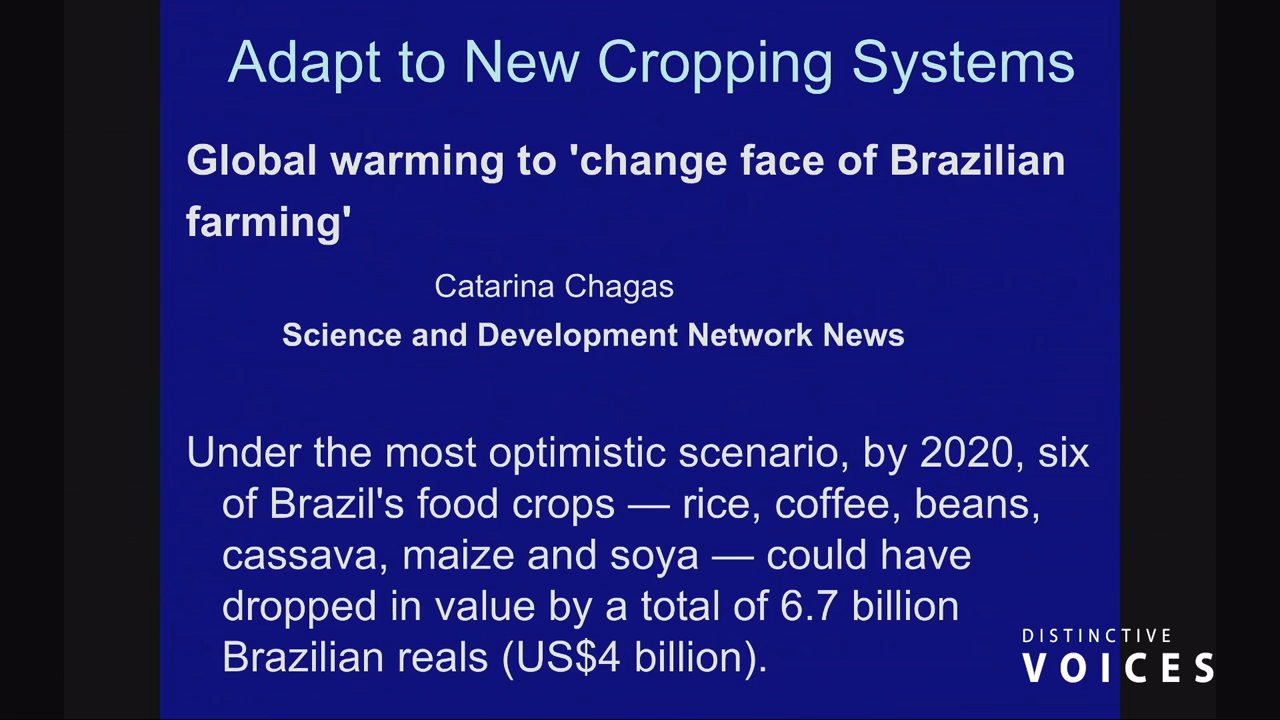 Adapt to New Cropping Systems
Global warming to 'change face of Brazilian
farming'
Catarina Chagas
Science and Development Network News
Under the most optimistic scenario, by 2020, six
of Brazil's food crops — rice, coffee, beans,
cassava, maize and soya — could have
dropped in value by a total of 6.7 billion
Brazilian reals (US$4 billion).
DISTINCTIVE
VOICES